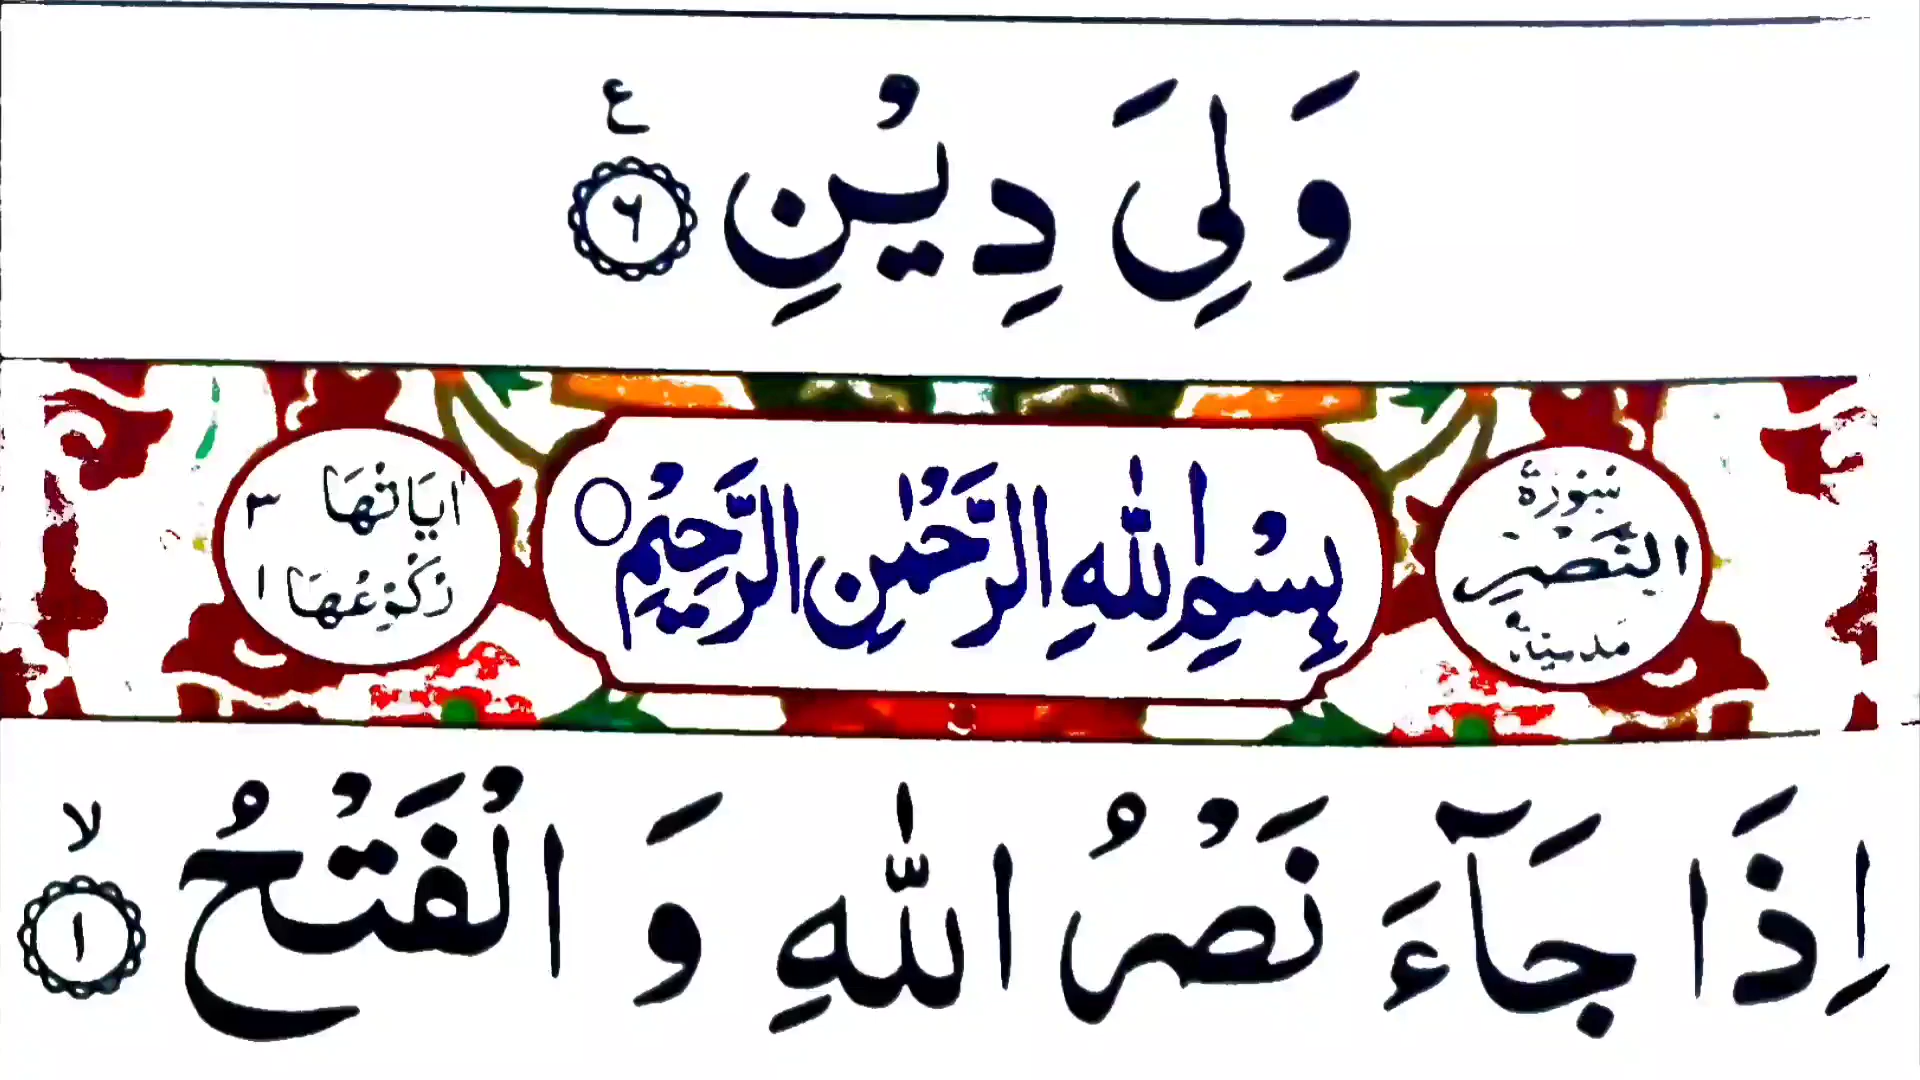 وَلِیَ دِیْنِ ۶ ع
سُوْرَةُ النَّصْرِ مَدَنِیَّةٌ
بِسْمِ اللّٰهِ الرَّحْمٰنِ الرَّحِیْمِ
اٰیَاتُهَا ۳
رُکُوْعُهَا ۱
اِذَا جَآءَ نَصْرُ اللّٰهِ وَ الْفَتْحُ ۱ لا